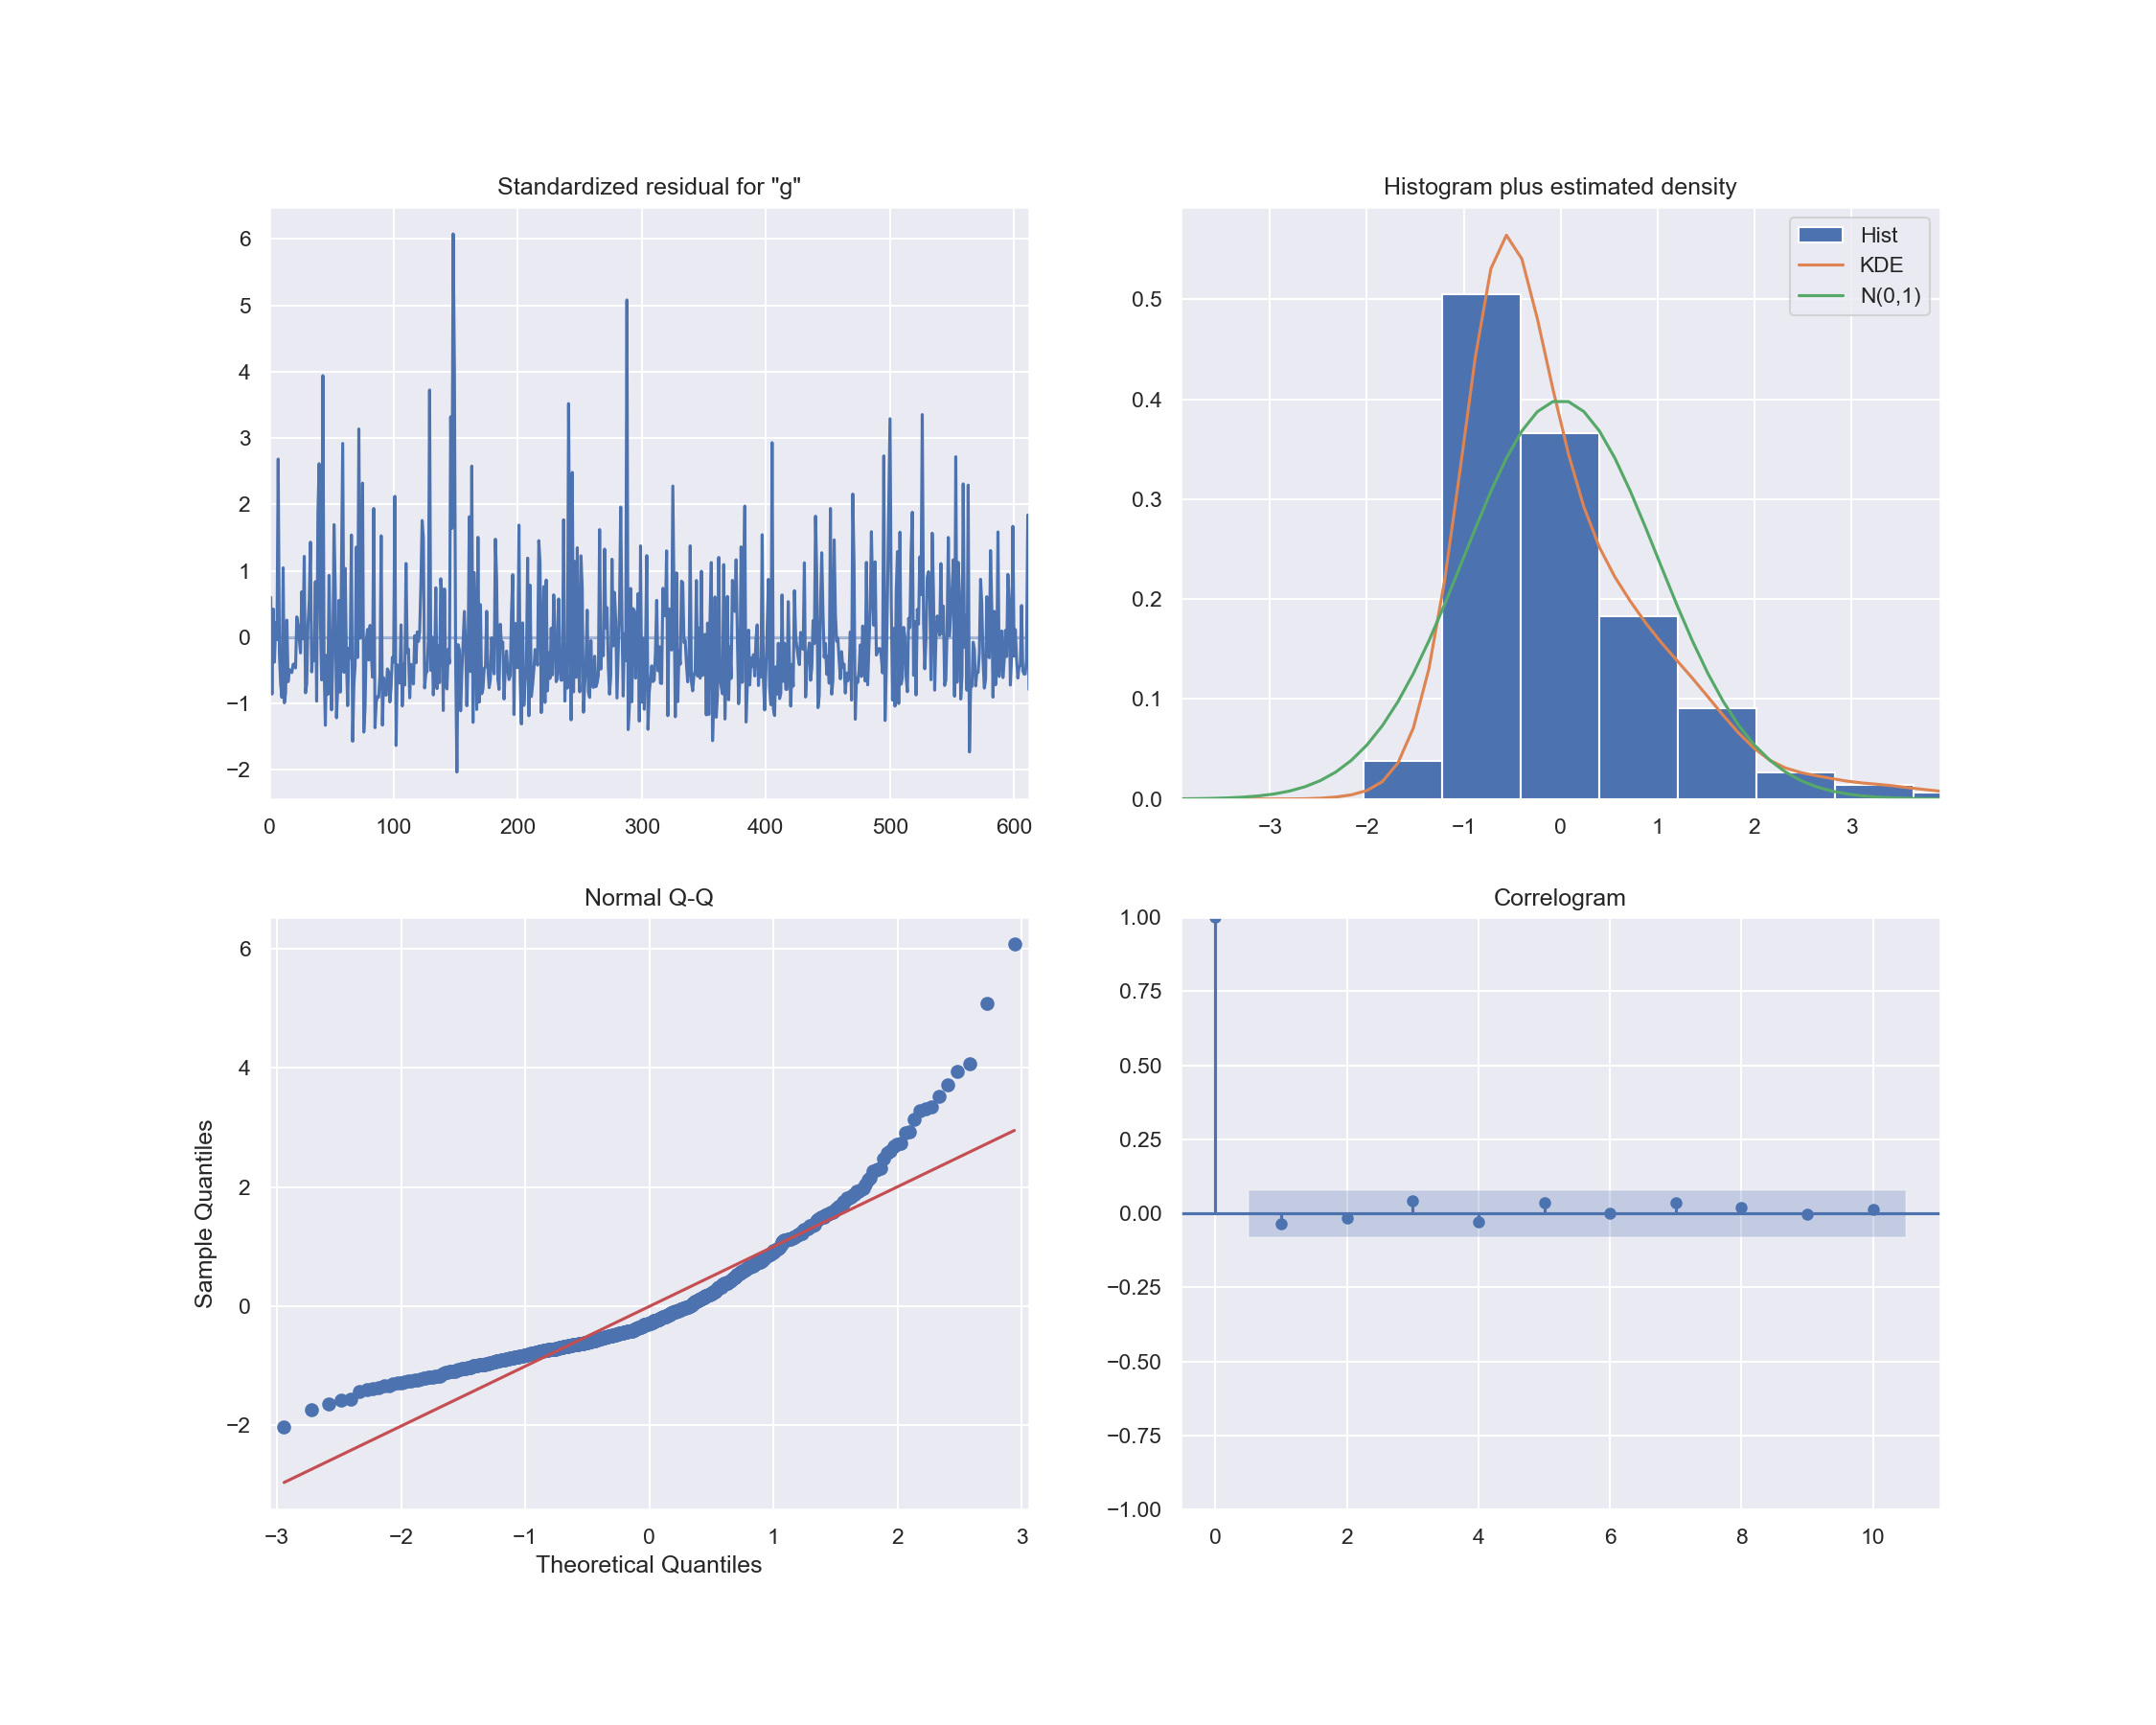 Standardized residual for "g"
6
5
4
3
2
1
0
−1
−2
0 100 200 300 400 500 600
Histogram plus estimated density
Hist
KDE
N(0,1)
0.5
0.4
0.3
0.2
0.1
0.0
−3 −2 −1 0 1 2 3
Normal Q-Q
Sample Quantiles
6
4
2
0
−2
−3 −2 −1 0 1 2 3
Theoretical Quantiles
Correlogram
1.00
0.75
0.50
0.25
0.00
−0.25
−0.50
−0.75
−1.00
0 2 4 6 8 10